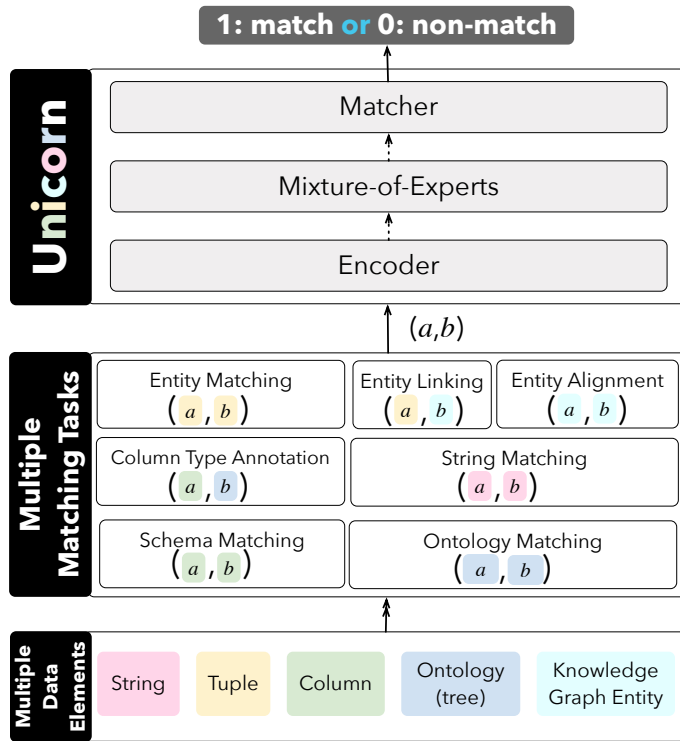 1: match or 0: non-match
Unicorn
Matcher
Mixture-of-Experts
Encoder
(a,b)
Multiple
Matching Tasks
Entity Matching
(a, b)
Entity Linking
(a, b)
Entity Alignment
(a, b)
Column Type Annotation
(a, b)
String Matching
(a, b)
Schema Matching
(a, b)
Ontology Matching
(a, b)
Multiple
Data
Elements
String
Tuple
Column
Ontology
(tree)
Knowledge
Graph Entity